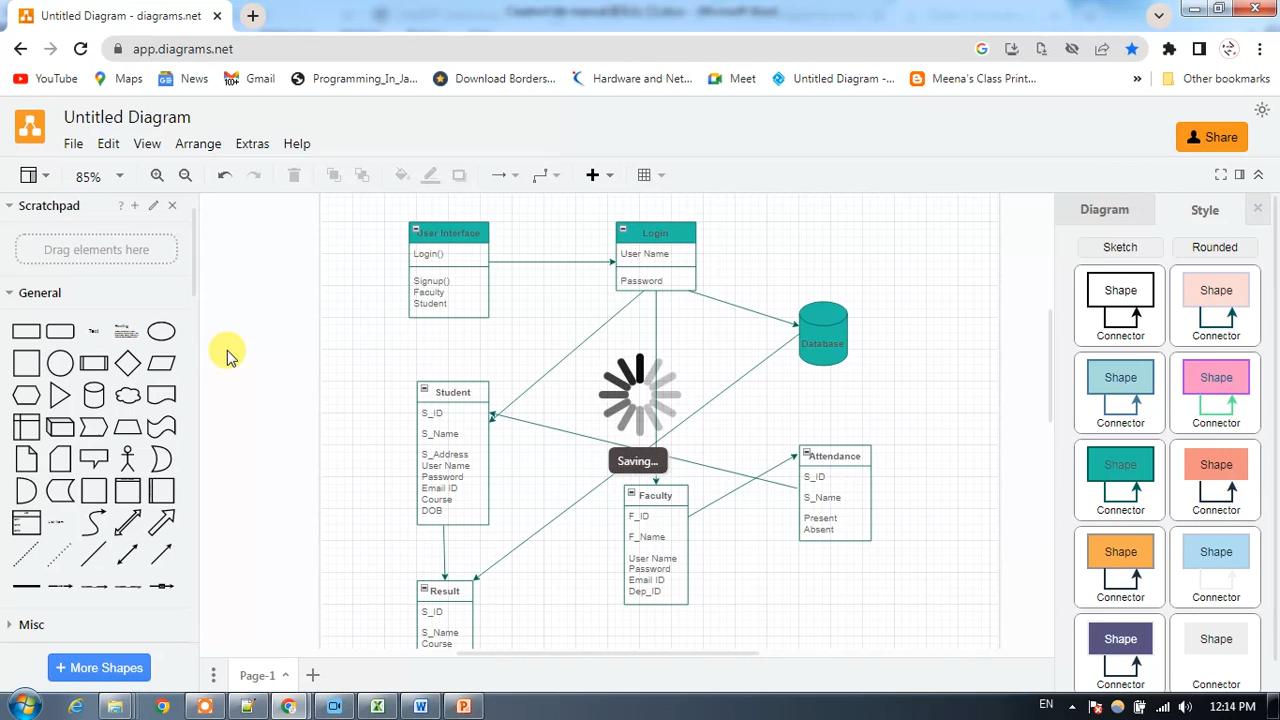 Untitled Diagram - diagrams.net
app.diagrams.net
YouTube
Maps
News
Gmail
Programming_In_Ja...
Download Borders...
Hardware and Net...
Meet
Untitled Diagram -...
Meena's Class Print...
»
Other bookmarks
Untitled Diagram
File Edit View Arrange Extras Help
Share
85%
Scratchpad
Drag elements here
General
Text
Heading
Misc
+ More Shapes
User Interface
Login()
Signup()
Faculty
Student
Login
User Name
Password
Database
Student
S_ID
S_Name
S_Address
User Name
Password
Email ID
Course
DOB
Saving...
Faculty
F_ID
F_Name
User Name
Password
Email ID
Dep_ID
Attendance
S_ID
S_Name
Present
Absent
Result
S_ID
S_Name
Course
Page-1
Diagram
Style
Sketch
Rounded
Shape
Connector
Shape
Connector
Shape
Connector
Shape
Connector
Shape
Connector
Shape
Connector
Shape
Connector
Shape
Connector
Shape
Connector
Shape
Connector
EN
12:14 PM